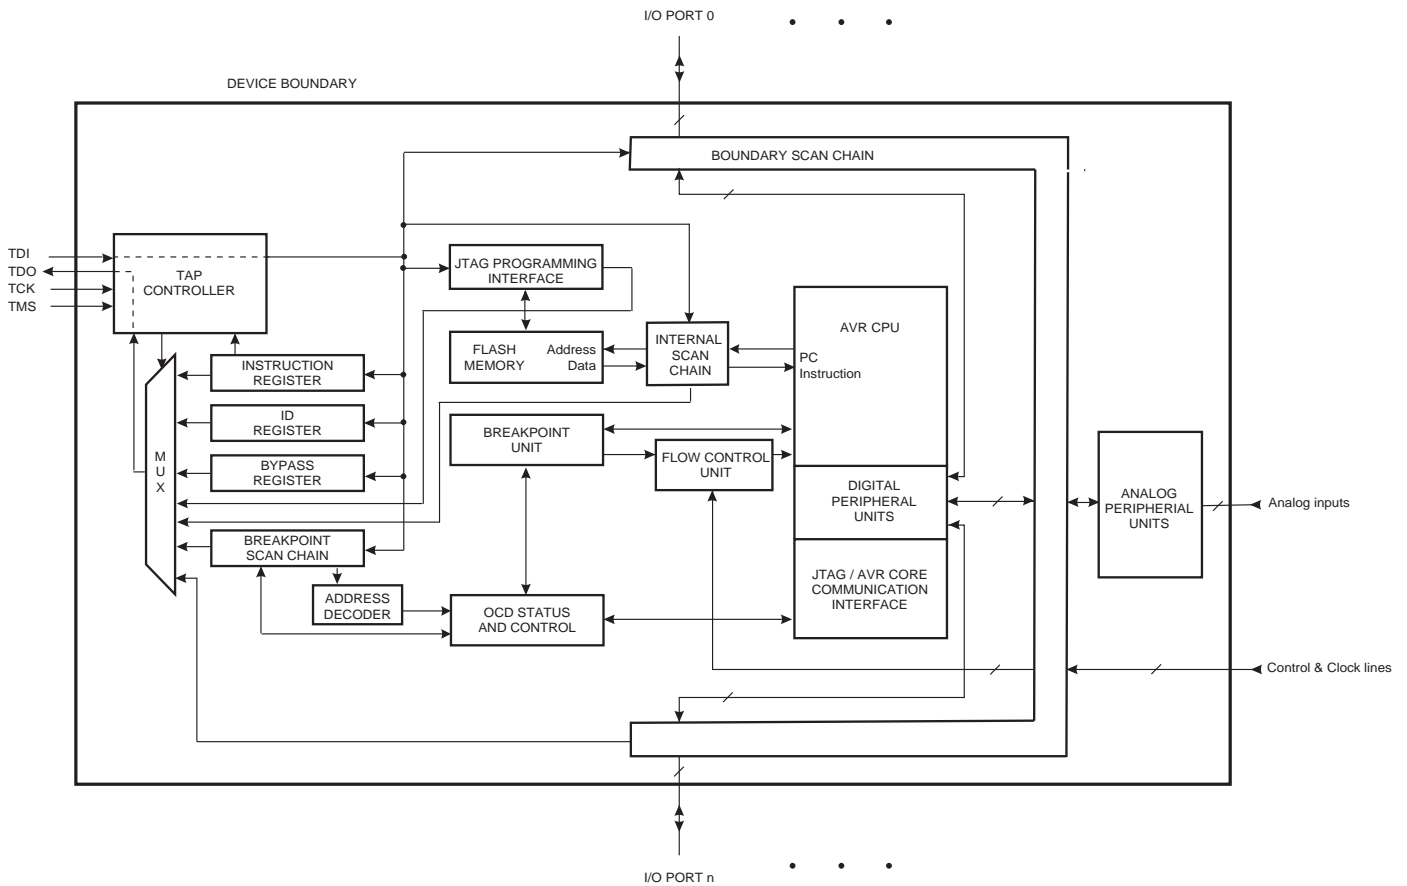 I/O PORT 0
DEVICE BOUNDARY
BOUNDARY SCAN CHAIN
TDI
TDO
TCK
TMS
TAP
CONTROLLER
JTAG PROGRAMMING
INTERFACE
AVR CPU
FLASH
MEMORY
Address
Data
INTERNAL
SCAN
CHAIN
PC
Instruction
INSTRUCTION
REGISTER
ID
REGISTER
M
U
X
BYPASS
REGISTER
BREAKPOINT
UNIT
FLOW CONTROL
UNIT
DIGITAL
PERIPHERAL
UNITS
ANALOG
PERIPHERIAL
UNITS
Analog inputs
BREAKPOINT
SCAN CHAIN
ADDRESS
DECODER
OCD STATUS
AND CONTROL
JTAG / AVR CORE
COMMUNICATION
INTERFACE
Control & Clock lines
I/O PORT n